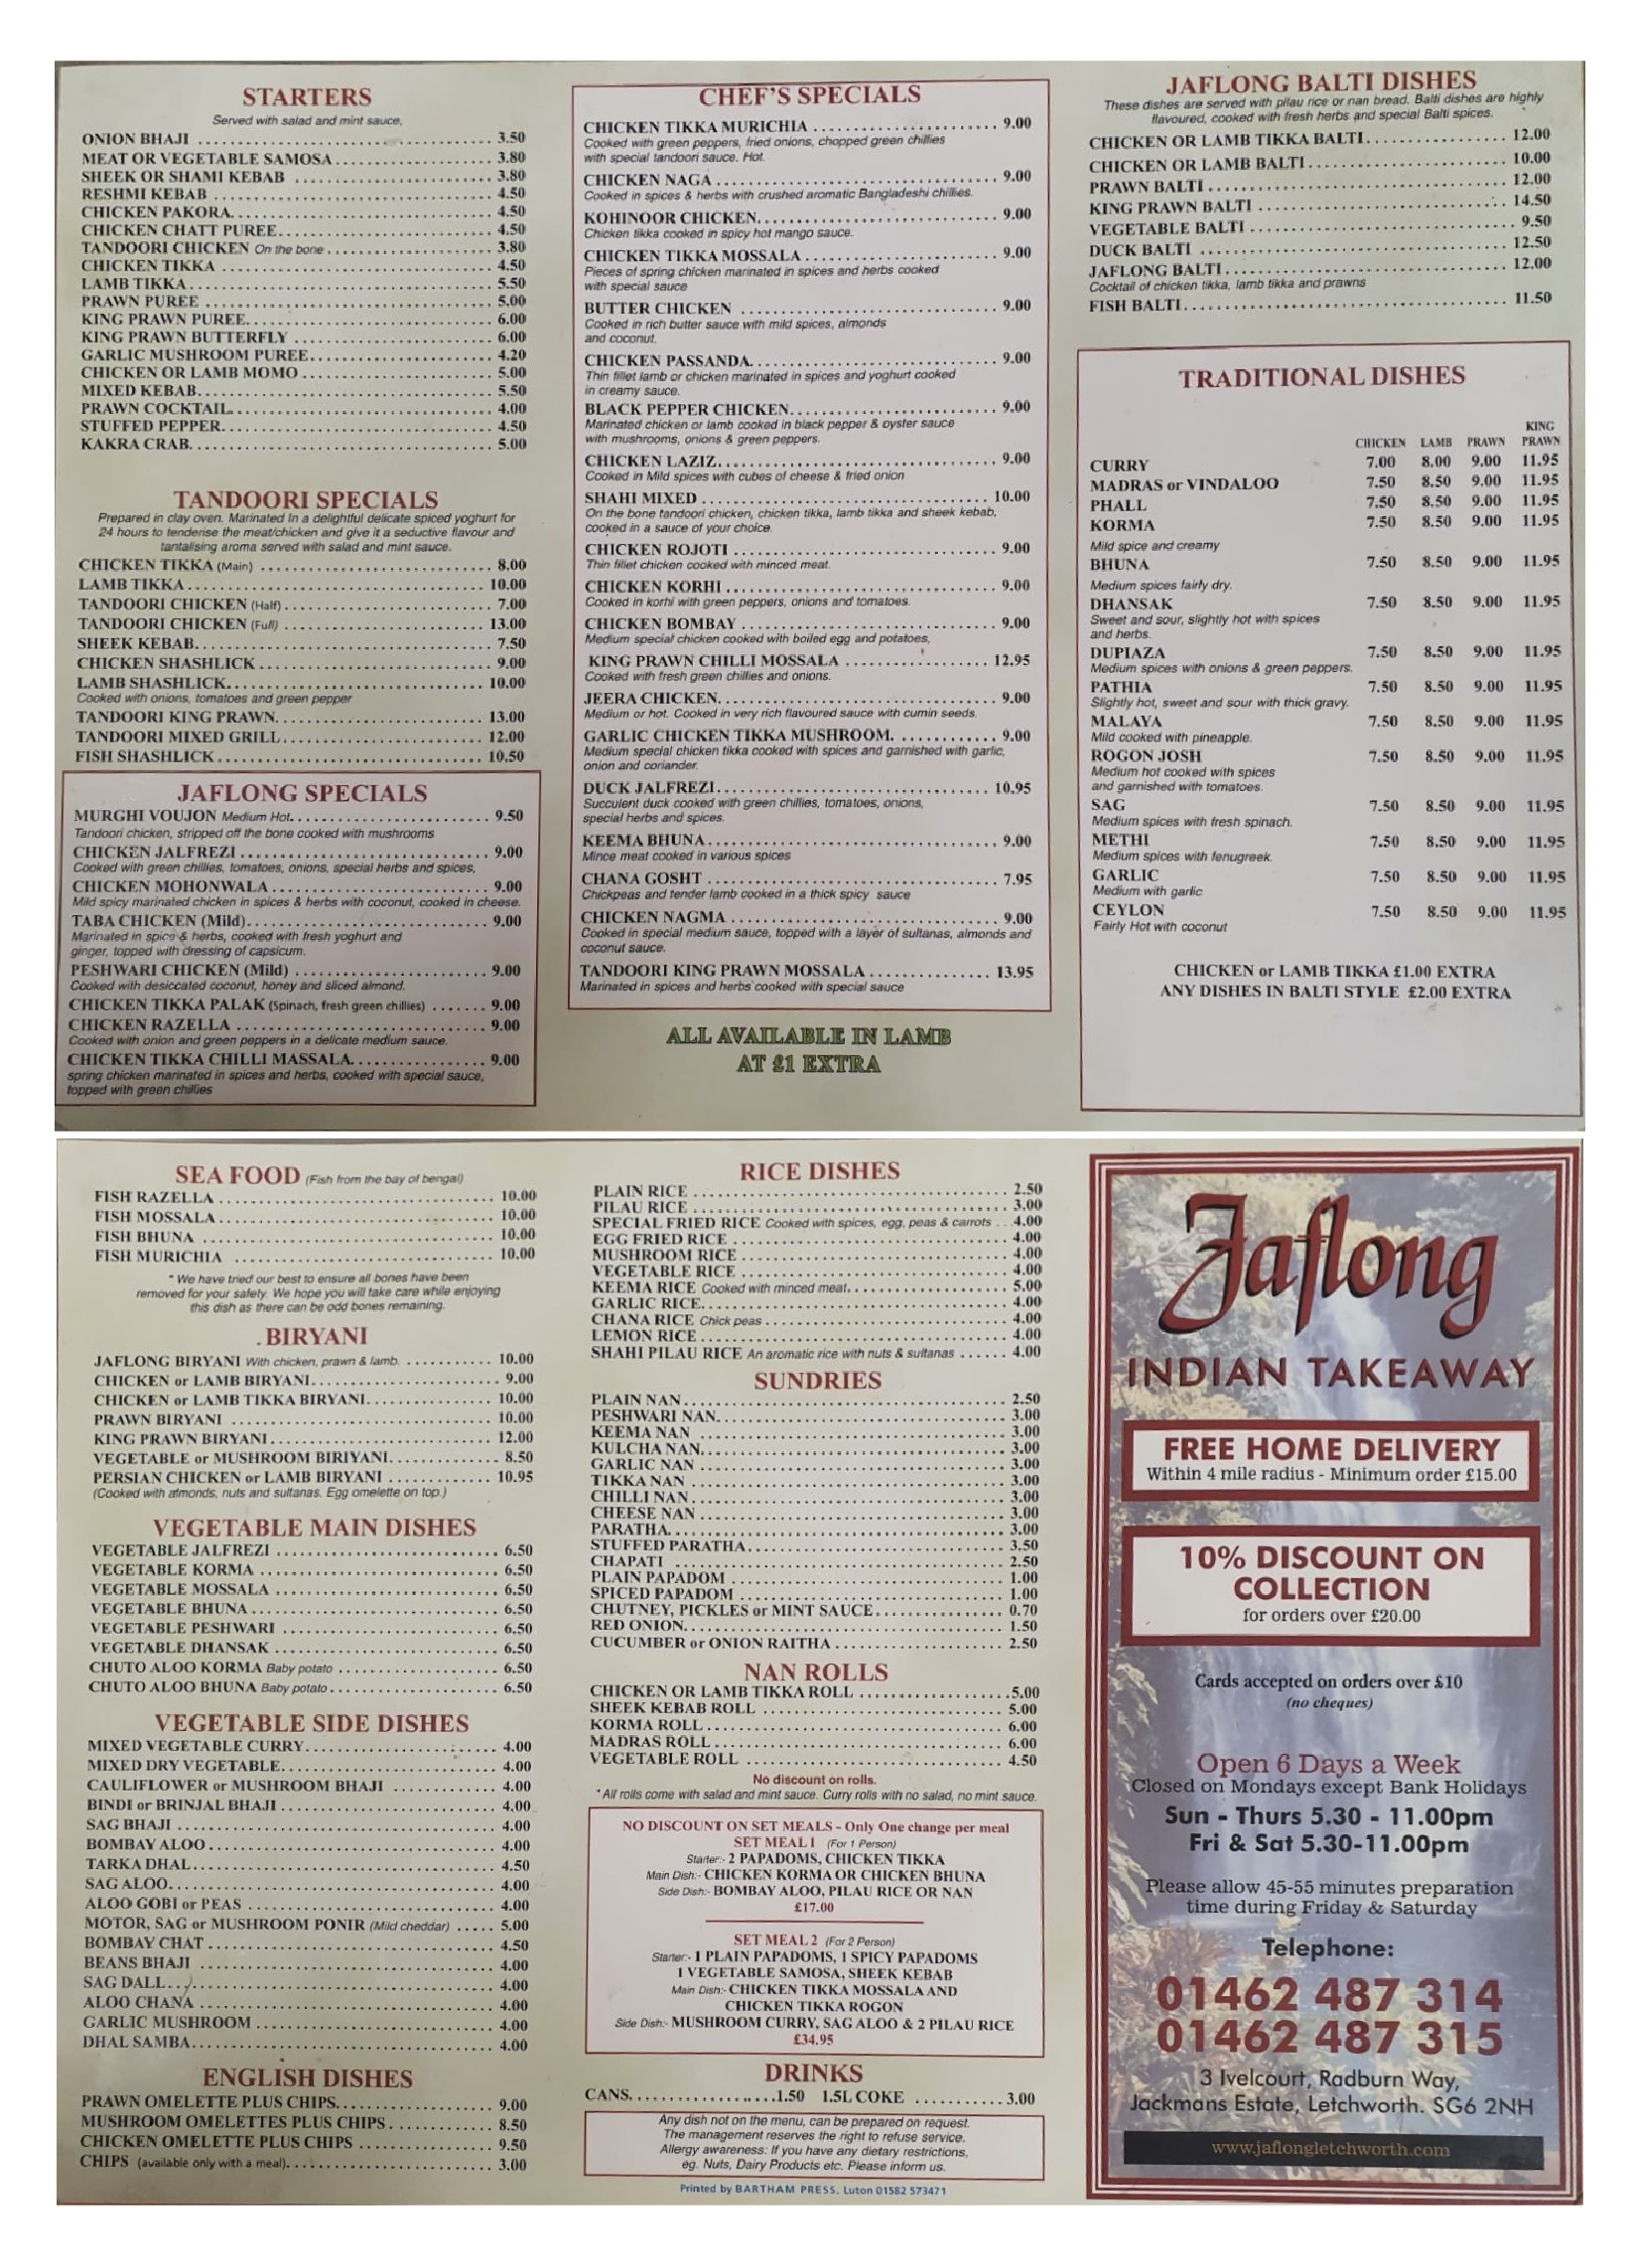 STARTERS
Served with salad and mint sauce,
ONION BHAJI 3.50
MEAT OR VEGETABLE SAMOSA 3.80
SHEEK OR SHAMI KEBAB 3.80
RESHMI KEBAB 4.50
CHICKEN PAKORA 4.50
CHICKEN CHATT PUREE 4.50
TANDOORI CHICKEN On the bone 3.80
CHICKEN TIKKA 4.50
LAMB TIKKA 5.50
PRAWN PUREE 5.00
KING PRAWN PUREE 6.00
KING PRAWN BUTTERFLY 6.00
GARLIC MUSHROOM PUREE 4.20
CHICKEN OR LAMB MOMO 5.00
MIXED KEBAB 5.50
PRAWN COCKTAIL 4.00
STUFFED PEPPER 4.50
KAKRA CRAB 5.00
TANDOORI SPECIALS
Prepared in clay oven. Marinated In a delightful delicate spiced yoghurt for
24 hours to tenderise the meat/chicken and give it a seductive flavour and
tantalising aroma served with salad and mint sauce.
CHICKEN TIKKA (Main) 8.00
LAMB TIKKA 10.00
TANDOORI CHICKEN (Half) 7.00
TANDOORI CHICKEN (Full) 13.00
SHEEK KEBAB 7.50
CHICKEN SHASHLICK 9.00
LAMB SHASHLICK 10.00
Cooked with onions, tomatoes and green pepper
TANDOORI KING PRAWN 13.00
TANDOORI MIXED GRILL 12.00
FISH SHASHLICK 10.50
JAFLONG SPECIALS
MURGHI VOUJON Medium Hot 9.50
Tandoori chicken, stripped off the bone cooked with mushrooms
CHICKEN JALFREZI 9.00
Cooked with green chillies, tomatoes, onions, special herbs and spices,
CHICKEN MOHONWALA 9.00
Mild spicy marinated chicken in spices & herbs with coconut, cooked in cheese.
TABA CHICKEN (Mild) 9.00
Marinated in spice & herbs, cooked with fresh yoghurt and
ginger, topped with dressing of capsicum.
PESHWARI CHICKEN (Mild) 9.00
Cooked with desiccated coconut, honey and sliced almond.
CHICKEN TIKKA PALAK (Spinach, fresh green chillies) 9.00
CHICKEN RAZELLA 9.00
Cooked with onion and green peppers in a delicate medium sauce.
CHICKEN TIKKA CHILLI MASSALA 9.00
spring chicken marinated in spices and herbs, cooked with special sauce,
topped with green chillies
CHEF'S SPECIALS
CHICKEN TIKKA MURICHIA 9.00
Cooked with green peppers, fried onions, chopped green chillies
with special tandoori sauce. Hot.
CHICKEN NAGA 9.00
Cooked in spices & herbs with crushed aromatic Bangladeshi chillies.
KOHINOOR CHICKEN 9.00
Chicken tikka cooked in spicy hot mango sauce.
CHICKEN TIKKA MOSSALA 9.00
Pieces of spring chicken marinated in spices and herbs cooked
with special sauce
BUTTER CHICKEN 9.00
Cooked in rich butter sauce with mild spices, almonds
and coconut.
CHICKEN PASSANDA 9.00
Thin fillet lamb or chicken marinated in spices and yoghurt cooked
in creamy sauce.
BLACK PEPPER CHICKEN 9.00
Marinated chicken or lamb cooked in black pepper & oyster sauce
with mushrooms, onions & green peppers.
CHICKEN LAZIZ 9.00
Cooked in Mild spices with cubes of cheese & fried onion
SHAHI MIXED 10.00
On the bone tandoori chicken, chicken tikka, lamb tikka and sheek kebab,
cooked in a sauce of your choice.
CHICKEN ROJOTI 9.00
Thin fillet chicken cooked with minced meat.
CHICKEN KORHI 9.00
Cooked in korhi with green peppers, onions and tomatoes.
CHICKEN BOMBAY 9.00
Medium special chicken cooked with boiled egg and potatoes,
KING PRAWN CHILLI MOSSALA 12.95
Cooked with fresh green chillies and onions.
JEERA CHICKEN 9.00
Medium or hot. Cooked in very rich flavoured sauce with cumin seeds.
GARLIC CHICKEN TIKKA MUSHROOM 9.00
Medium special chicken tikka cooked with spices and garnished with garlic,
onion and coriander.
DUCK JALFREZI 10.95
Succulent duck cooked with green chillies, tomatoes, onions,
special herbs and spices.
KEEMA BHUNA 9.00
Mince meat cooked in various spices
CHANA GOSHT 7.95
Chickpeas and tender lamb cooked in a thick spicy sauce
CHICKEN NAGMA 9.00
Cooked in special medium sauce, topped with a layer of sultanas, almonds and
coconut sauce.
TANDOORI KING PRAWN MOSSALA 13.95
Marinated in spices and herbs cooked with special sauce
ALL AVAILABLE IN LAMB
AT £1 EXTRA
JAFLONG BALTI DISHES
These dishes are served with pilau rice or nan bread. Balti dishes are highly
flavoured, cooked with fresh herbs and special Balti spices.
CHICKEN OR LAMB TIKKA BALTI 12.00
CHICKEN OR LAMB BALTI 10.00
PRAWN BALTI 12.00
KING PRAWN BALTI 14.50
VEGETABLE BALTI 9.50
DUCK BALTI 12.50
JAFLONG BALTI 12.00
Cocktail of chicken tikka, lamb tikka and prawns
FISH BALTI 11.50
TRADITIONAL DISHES
CHICKEN LAMB PRAWN KING PRAWN
CURRY 7.00 8.00 9.00 11.95
MADRAS or VINDALOO 7.50 8.50 9.00 11.95
PHALL 7.50 8.50 9.00 11.95
KORMA 7.50 8.50 9.00 11.95
Mild spice and creamy
BHUNA 7.50 8.50 9.00 11.95
Medium spices fairly dry.
DHANSAK 7.50 8.50 9.00 11.95
Sweet and sour, slightly hot with spices
and herbs.
DUPIAZA 7.50 8.50 9.00 11.95
Medium spices with onions & green peppers.
PATHIA 7.50 8.50 9.00 11.95
Slightly hot, sweet and sour with thick gravy.
MALAYA 7.50 8.50 9.00 11.95
Mild cooked with pineapple.
ROGON JOSH 7.50 8.50 9.00 11.95
Medium hot cooked with spices
and garnished with tomatoes.
SAG 7.50 8.50 9.00 11.95
Medium spices with fresh spinach.
METHI 7.50 8.50 9.00 11.95
Medium spices with fenugreek.
GARLIC 7.50 8.50 9.00 11.95
Medium with garlic
CEYLON 7.50 8.50 9.00 11.95
Fairly Hot with coconut
CHICKEN or LAMB TIKKA £1.00 EXTRA
ANY DISHES IN BALTI STYLE £2.00 EXTRA
SEA FOOD (Fish from the bay of bengal)
FISH RAZELLA 10.00
FISH MOSSALA 10.00
FISH BHUNA 10.00
FISH MURICHIA 10.00
* We have tried our best to ensure all bones have been
removed for your safety. We hope you will take care while enjoying
this dish as there can be odd bones remaining.
BIRYANI
JAFLONG BIRYANI With chicken, prawn & lamb. 10.00
CHICKEN or LAMB BIRYANI 9.00
CHICKEN or LAMB TIKKA BIRYANI 10.00
PRAWN BIRYANI 10.00
KING PRAWN BIRYANI 12.00
VEGETABLE or MUSHROOM BIRIYANI 8.50
PERSIAN CHICKEN or LAMB BIRYANI 10.95
(Cooked with atmonds, nuts and sultanas. Egg omelette on top.)
VEGETABLE MAIN DISHES
VEGETABLE JALFREZI 6.50
VEGETABLE KORMA 6.50
VEGETABLE MOSSALA 6.50
VEGETABLE BHUNA 6.50
VEGETABLE PESHWARI 6.50
VEGETABLE DHANSAK 6.50
CHUTO ALOO KORMA Baby potato 6.50
CHUTO ALOO BHUNA Baby potato 6.50
VEGETABLE SIDE DISHES
MIXED VEGETABLE CURRY 4.00
MIXED DRY VEGETABLE 4.00
CAULIFLOWER or MUSHROOM BHAJI 4.00
BINDI or BRINJAL BHAJI 4.00
SAG BHAJI 4.00
BOMBAY ALOO 4.00
TARKA DHAL 4.50
SAG ALOO 4.00
ALOO GOBI or PEAS 4.00
MOTOR, SAG or MUSHROOM PONIR (Mild cheddar) 5.00
BOMBAY CHAT 4.50
BEANS BHAJI 4.00
SAG DALL 4.00
ALOO CHANA 4.00
GARLIC MUSHROOM 4.00
DHAL SAMBA 4.00
ENGLISH DISHES
PRAWN OMELETTE PLUS CHIPS 9.00
MUSHROOM OMELETTES PLUS CHIPS 8.50
CHICKEN OMELETTE PLUS CHIPS 9.50
CHIPS (available only with a meal) 3.00
RICE DISHES
PLAIN RICE 2.50
PILAU RICE 3.00
SPECIAL FRIED RICE Cooked with spices, egg, peas & carrots 4.00
EGG FRIED RICE 4.00
MUSHROOM RICE 4.00
VEGETABLE RICE 4.00
KEEMA RICE Cooked with minced meat 5.00
GARLIC RICE 4.00
CHANA RICE Chick peas 4.00
LEMON RICE 4.00
SHAHI PILAU RICE An aromatic rice with nuts & sultanas 4.00
SUNDRIES
PLAIN NAN 2.50
PESHWARI NAN 3.00
KEEMA NAN 3.00
KULCHA NAN 3.00
GARLIC NAN 3.00
TIKKA NAN 3.00
CHILLI NAN 3.00
CHEESE NAN 3.00
PARATHA 3.00
STUFFED PARATHA 3.50
CHAPATI 2.50
PLAIN PAPADOM 1.00
SPICED PAPADOM 1.00
CHUTNEY, PICKLES or MINT SAUCE 0.70
RED ONION 1.50
CUCUMBER or ONION RAITHA 2.50
NAN ROLLS
CHICKEN OR LAMB TIKKA ROLL 5.00
SHEEK KEBAB ROLL 5.00
KORMA ROLL 6.00
MADRAS ROLL 6.00
VEGETABLE ROLL 4.50
No discount on rolls.
*All rolls come with salad and mint sauce. Curry rolls with no salad, no mint sauce.
NO DISCOUNT ON SET MEALS - Only One change per meal
SET MEAL 1 (For 1 Person)
Starter:- 2 PAPADOMS, CHICKEN TIKKA
Main Dish:- CHICKEN KORMA OR CHICKEN BHUNA
Side Dish:- BOMBAY ALOO, PILAU RICE OR NAN
£17.00
SET MEAL 2 (For 2 Person)
Starter:- 1 PLAIN PAPADOMS, 1 SPICY PAPADOMS
1 VEGETABLE SAMOSA, SHEEK KEBAB
Main Dish:- CHICKEN TIKKA MOSSALA AND
CHICKEN TIKKA ROGON
Side Dish:- MUSHROOM CURRY, SAG ALOO & 2 PILAU RICE
£34.95
DRINKS
CANS 1.50 1.5L COKE 3.00
Any dish not on the menu, can be prepared on request.
The management reserves the right to refuse service.
Allergy awareness: If you have any dietary restrictions,
eg. Nuts, Dairy Products etc. Please inform us.
Printed by BARTHAM PRESS. Luton 01582 573471
Jaflong
INDIAN TAKEAWAY
FREE HOME DELIVERY
Within 4 mile radius - Minimum order £15.00
10% DISCOUNT ON
COLLECTION
for orders over £20.00
Cards accepted on orders over £10
(no cheques)
Open 6 Days a Week
Closed on Mondays except Bank Holidays
Sun - Thurs 5.30 - 11.00pm
Fri & Sat 5.30-11.00pm
Please allow 45-55 minutes preparation
time during Friday & Saturday
Telephone:
01462 487 314
01462 487 315
3 Ivelcourt, Radburn Way,
Jackmans Estate, Letchworth. SG6 2NH
www.jaflongletchworth.com